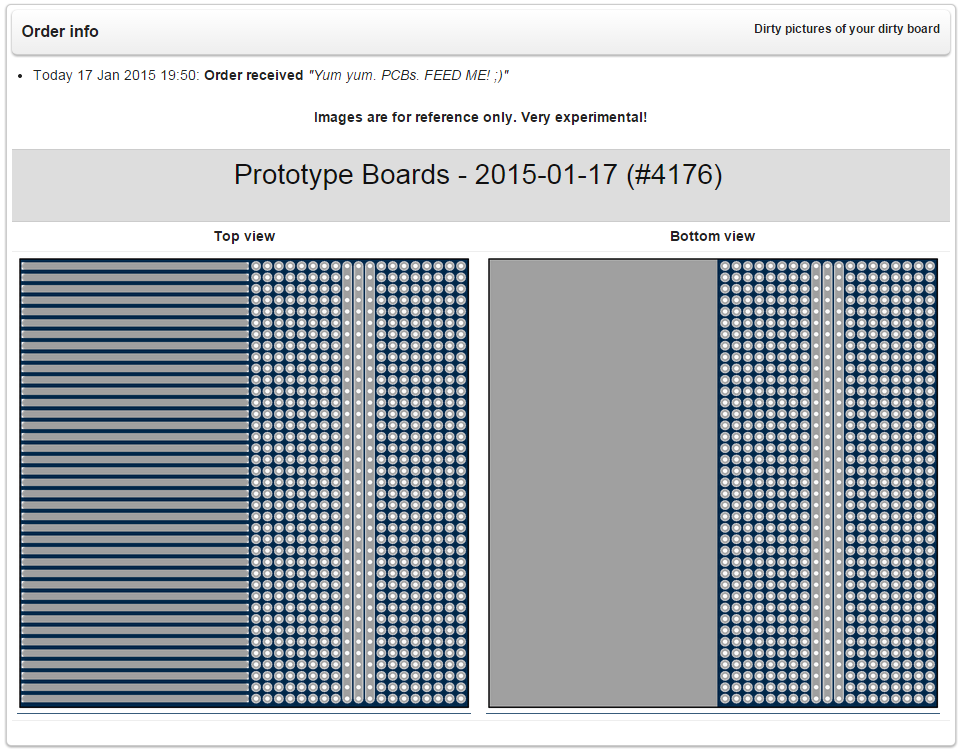 Order info
Dirty pictures of your dirty board
Today 17 Jan 2015 19:50: Order received "Yum yum. PCBs. FEED ME! ;)"
Images are for reference only. Very experimental!
Prototype Boards - 2015-01-17 (#4176)
Top view
Bottom view